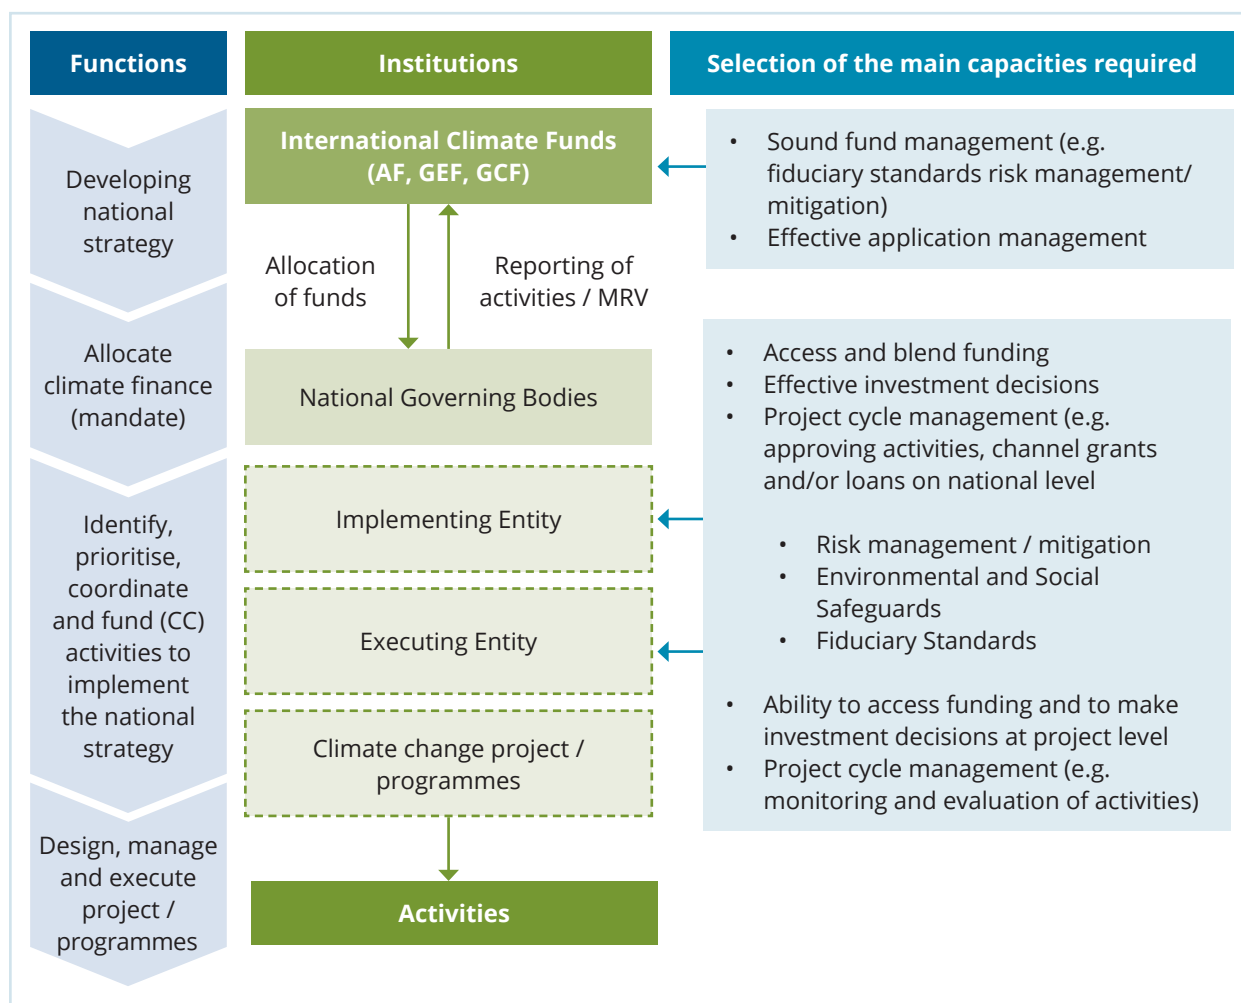 Functions
Institutions
Selection of the main capacities required
Developing
national
strategy
Allocate
climate finance
(mandate)
Identify,
prioritise,
coordinate
and fund (CC)
activities to
implement
the national
strategy
Design, manage
and execute
project /
programmes
International Climate Funds
(AF, GEF, GCF)
Allocation
of funds
Reporting of
activities / MRV
National Governing Bodies
Implementing Entity
Executing Entity
Climate change project /
programmes
Activities
• Sound fund management (e.g.
fiduciary standards risk management/
mitigation)
• Effective application management
• Access and blend funding
• Effective investment decisions
• Project cycle management (e.g.
approving activities, channel grants
and/or loans on national level
• Risk management / mitigation
• Environmental and Social
Safeguards
• Fiduciary Standards
• Ability to access funding and to make
investment decisions at project level
• Project cycle management (e.g.
monitoring and evaluation of activities)